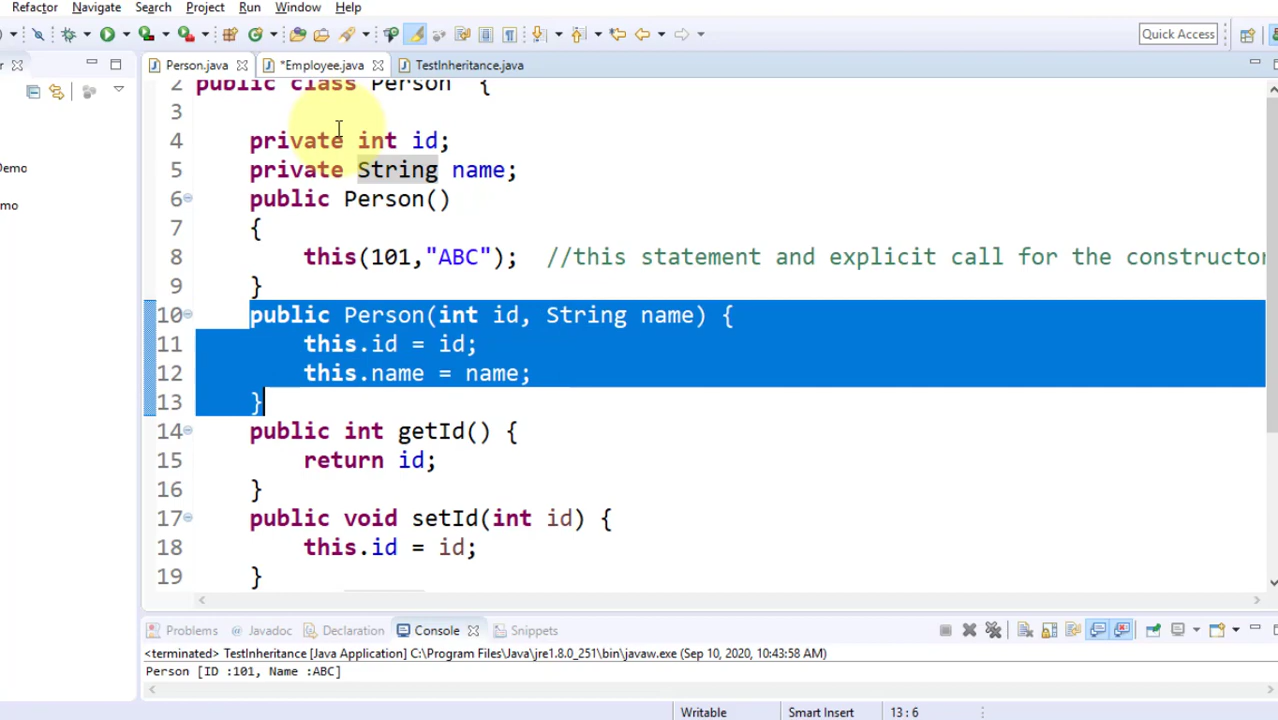 Refactor Navigate Search Project Run Window Help
Quick Access
Person.java *Employee.java TestInheritance.java
2 public class Person {
3
4 private int id;
5 private String name;
6 public Person()
7 {
8 this(101,"ABC"); //this statement and explicit call for the constructor
9 }
10 public Person(int id, String name) {
11 this.id = id;
12 this.name = name;
13 }
14 public int getId() {
15 return id;
16 }
17 public void setId(int id) {
18 this.id = id;
19 }
Demo
mo
Problems @ Javadoc Declaration Console Snippets
<terminated> TestInheritance [Java Application] C:\Program Files\Java\jre1.8.0_251\bin\javaw.exe (Sep 10, 2020, 10:43:58 AM)
Person [ID :101, Name :ABC]
Writable Smart Insert 13 : 6